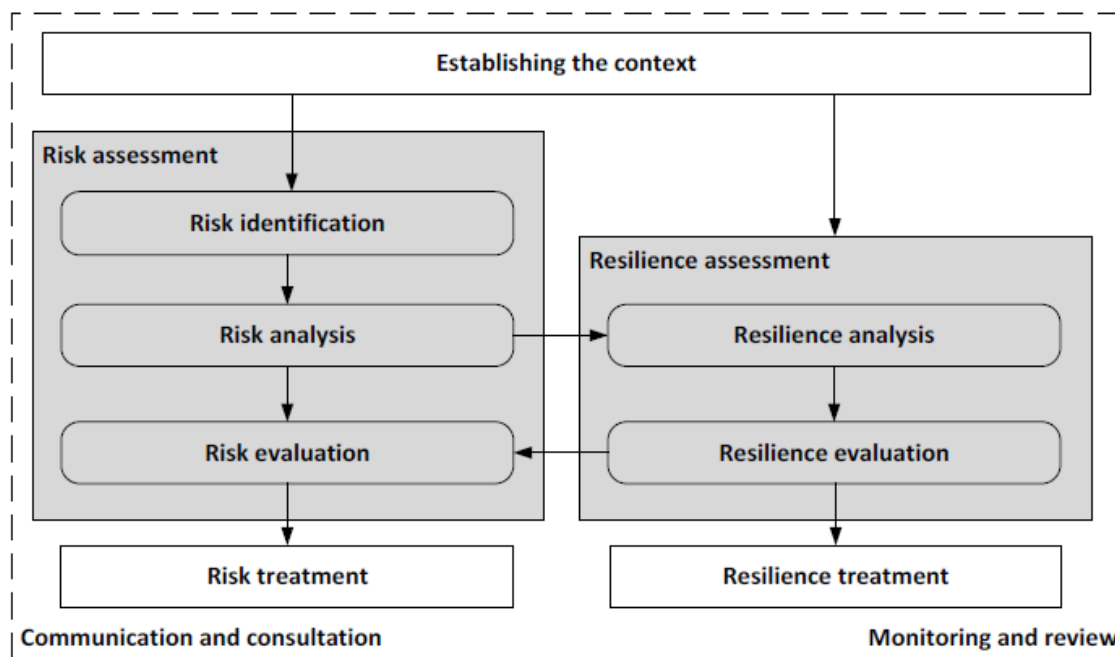 Establishing the context
Risk assessment
Risk identification
Resilience assessment
Risk analysis
Resilience analysis
Risk evaluation
Resilience evaluation
Risk treatment
Resilience treatment
Communication and consultation
Monitoring and review